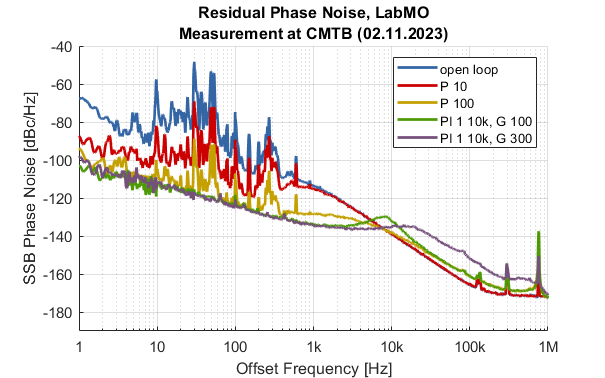 Residual Phase Noise, LabMO
Measurement at CMTB (02.11.2023)
SSB Phase Noise [dBc/Hz]
-40
-60
-80
-100
-120
-140
-160
-180
open loop
P 10
P 100
PI 1 10k, G 100
PI 1 10k, G 300
1 10 100 1k 10k 100k 1M
Offset Frequency [Hz]